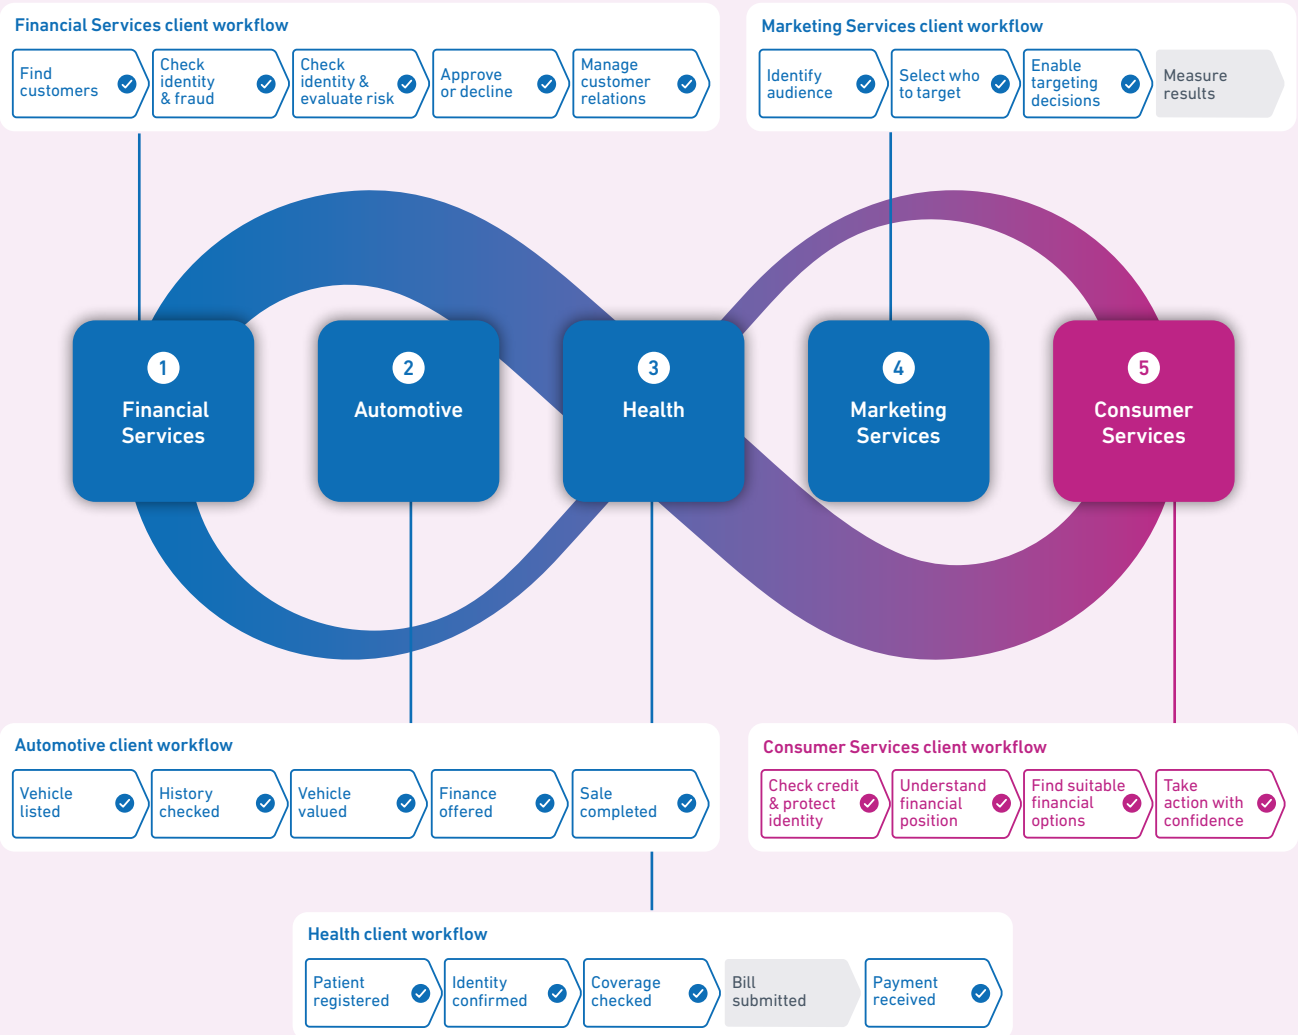 Financial Services client workflow
Find
customers
Check
identity
& fraud
Check
identity &
evaluate risk
Approve
or decline
Manage
customer
relations
Marketing Services client workflow
Identify
audience
Select who
to target
Enable
targeting
decisions
Measure
results
1
Financial
Services
2
Automotive
3
Health
4
Marketing
Services
5
Consumer
Services
Automotive client workflow
Vehicle
listed
History
checked
Vehicle
valued
Finance
offered
Sale
completed
Consumer Services client workflow
Check credit
& protect
identity
Understand
financial
position
Find suitable
financial
options
Take
action with
confidence
Health client workflow
Patient
registered
Identity
confirmed
Coverage
checked
Bill
submitted
Payment
received